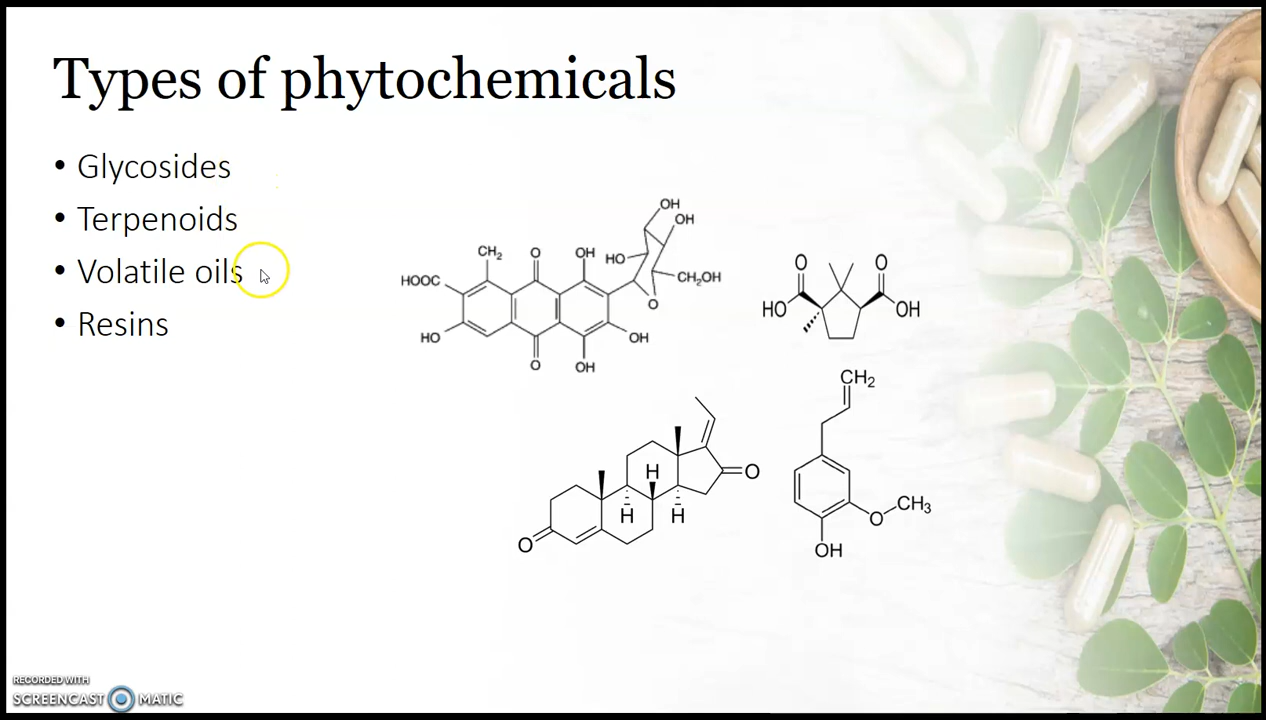 Types of phytochemicals
• Glycosides
• Terpenoids
• Volatile oils
• Resins
OH
OH
CH₂
O
OH
HO
HOOC
CH₂OH
O
HO
OH
O
OH
O
O
HO
OH
CH₂
H
O
H
H
O
O
CH₃
OH
RECORDED WITH
SCREENCAST MATIC